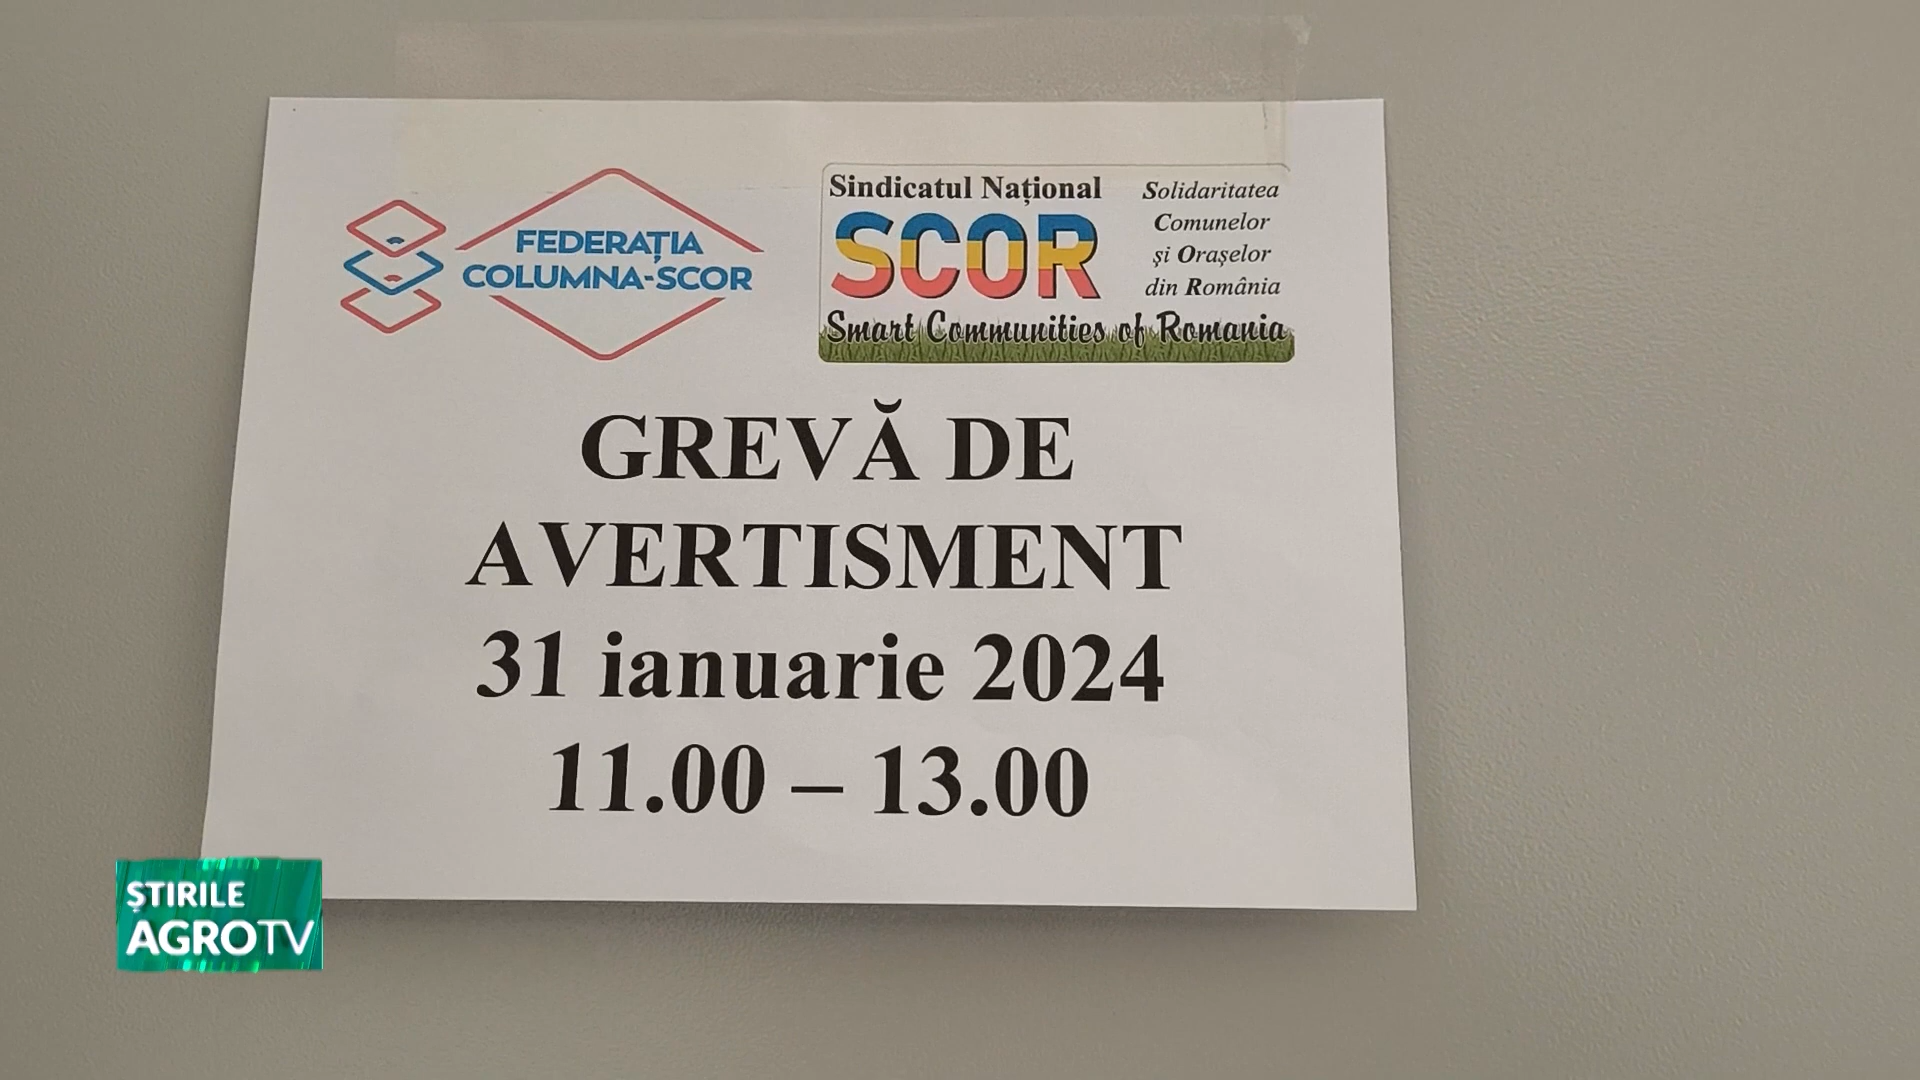 FEDERAȚIA
COLUMNA-SCOR
Sindicatul Național
SCOR
Solidaritatea
Comunelor
și Orașelor
din România
Smart Communities of Romania
GREVĂ DE
AVERTISMENT
31 ianuarie 2024
11.00 – 13.00
ȘTIRILE
AGROTV